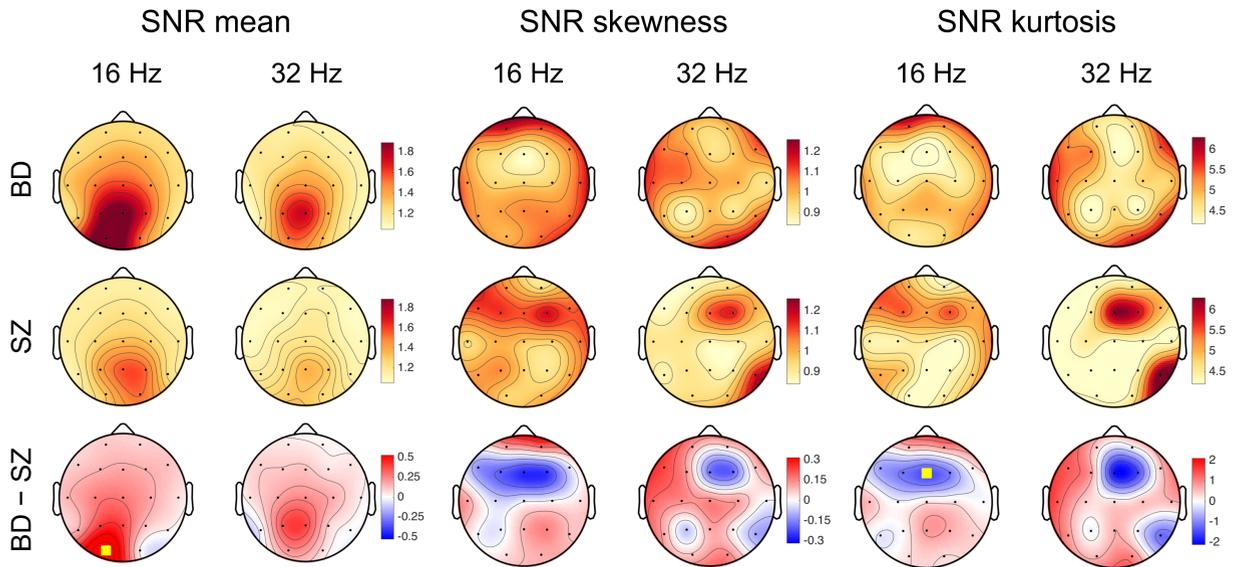 SNR mean SNR skewness SNR kurtosis
16 Hz 32 Hz 16 Hz 32 Hz 16 Hz 32 Hz
BD
1.8 1.2 6
1.6 1.1 5.5
1.4 1 5
1.2 0.9 4.5
SZ
1.8 1.2 6
1.6 1.1 5.5
1.4 1 5
1.2 0.9 4.5
BD – SZ
0.5 0.3 2
0.25 0.15 1
0 0 0
-0.25 -0.15 -1
-0.5 -0.3 -2